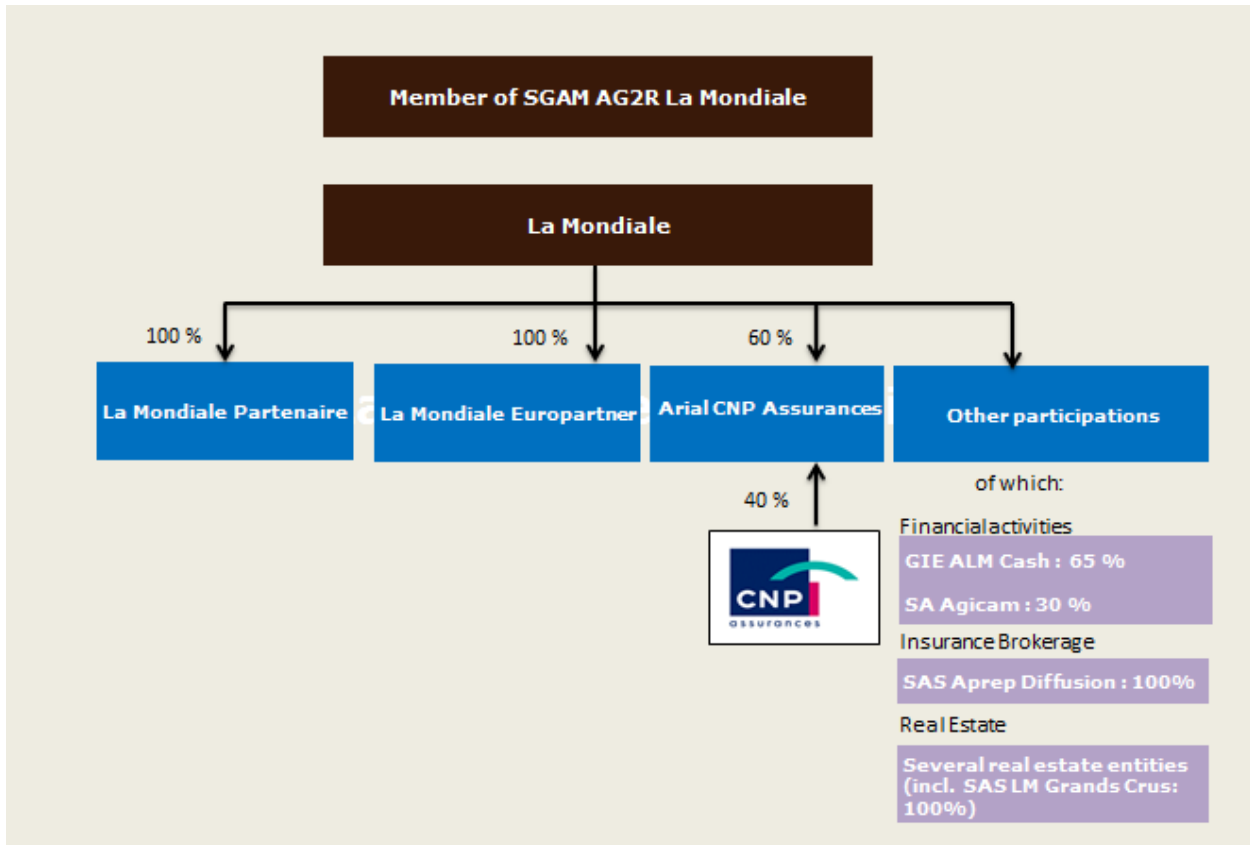 Member of SGAM AG2R La Mondiale
La Mondiale
100 %
100 %
60 %
La Mondiale Partenaire
La Mondiale Europartner
Arial CNP Assurances
Other participations
40 %
of which:
CNP
assurances
Financial activities
GIE ALM Cash : 65 %
SA Agicam : 30 %
Insurance Brokerage
SAS Aprep Diffusion : 100%
Real Estate
Several real estate entities
(incl. SAS LM Grands Crus:
100%)